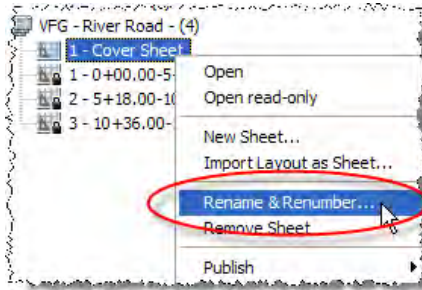 VFG - River Road - (4)
1 - Cover Sheet
1 - 0+00.00-5-
2 - 5+18.00-10
3 - 10+36.00-
Open
Open read-only
New Sheet...
Import Layout as Sheet...
Rename & Renumber...
Remove Sheet
Publish